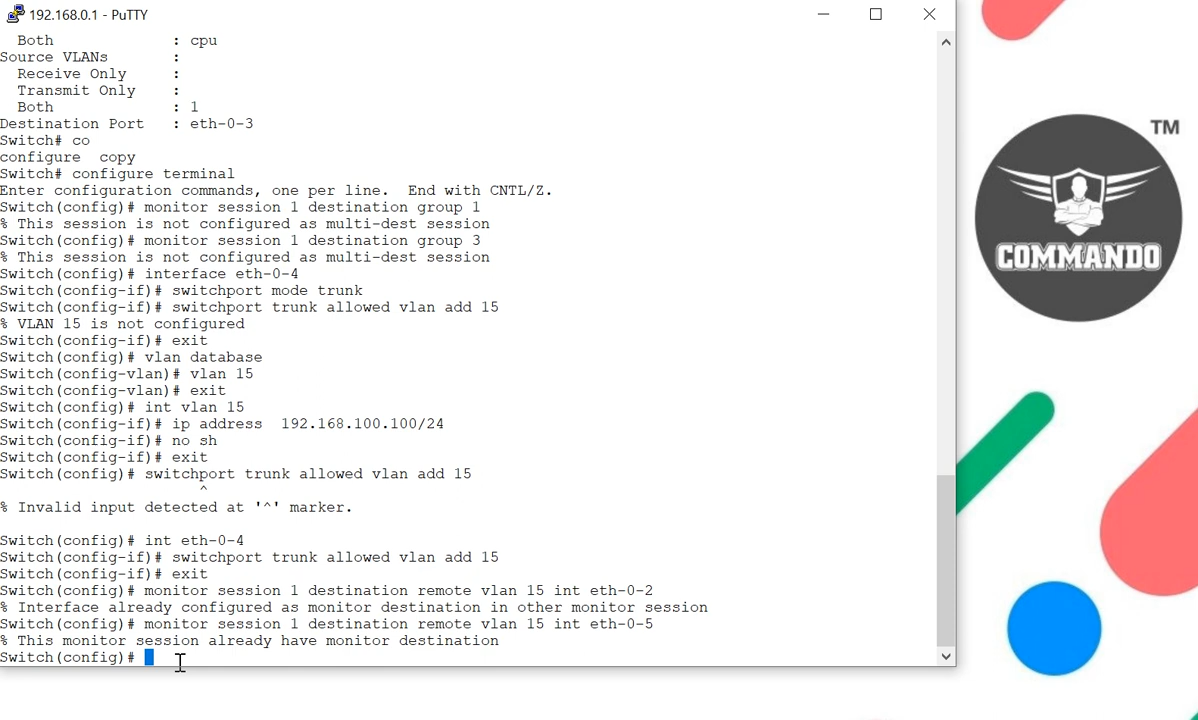 192.168.0.1 - PuTTY
Both : cpu
Source VLANs :
Receive Only :
Transmit Only :
Both : 1
Destination Port : eth-0-3
Switch# co
configure copy
Switch# configure terminal
Enter configuration commands, one per line. End with CNTL/Z.
Switch(config)# monitor session 1 destination group 1
% This session is not configured as multi-dest session
Switch(config)# monitor session 1 destination group 3
% This session is not configured as multi-dest session
Switch(config)# interface eth-0-4
Switch(config-if)# switchport mode trunk
Switch(config-if)# switchport trunk allowed vlan add 15
% VLAN 15 is not configured
Switch(config-if)# exit
Switch(config)# vlan database
Switch(config-vlan)# vlan 15
Switch(config-vlan)# exit
Switch(config)# int vlan 15
Switch(config-if)# ip address 192.168.100.100/24
Switch(config-if)# no sh
Switch(config-if)# exit
Switch(config)# switchport trunk allowed vlan add 15
^
% Invalid input detected at '^' marker.
Switch(config)# int eth-0-4
Switch(config-if)# switchport trunk allowed vlan add 15
Switch(config-if)# exit
Switch(config)# monitor session 1 destination remote vlan 15 int eth-0-2
% Interface already configured as monitor destination in other monitor session
Switch(config)# monitor session 1 destination remote vlan 15 int eth-0-5
% This monitor session already have monitor destination
Switch(config)#
TM
COMMANDO